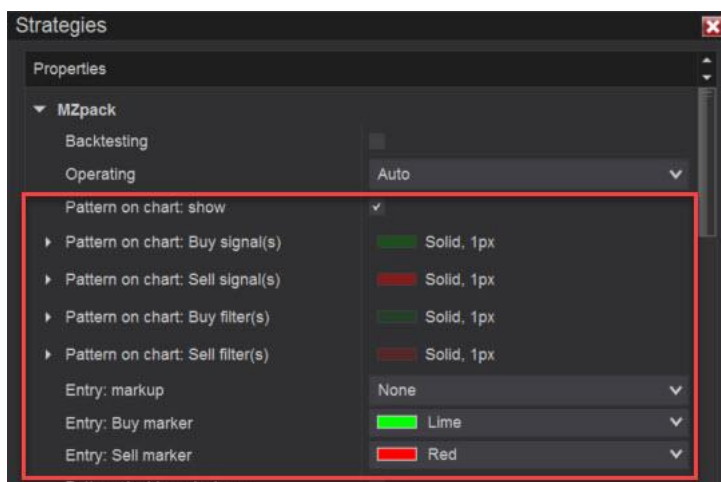 Strategies
Properties
MZpack
Backtesting
Operating Auto
Pattern on chart: show
Pattern on chart: Buy signal(s) Solid, 1px
Pattern on chart: Sell signal(s) Solid, 1px
Pattern on chart: Buy filter(s) Solid, 1px
Pattern on chart: Sell filter(s) Solid, 1px
Entry: markup None
Entry: Buy marker Lime
Entry: Sell marker Red